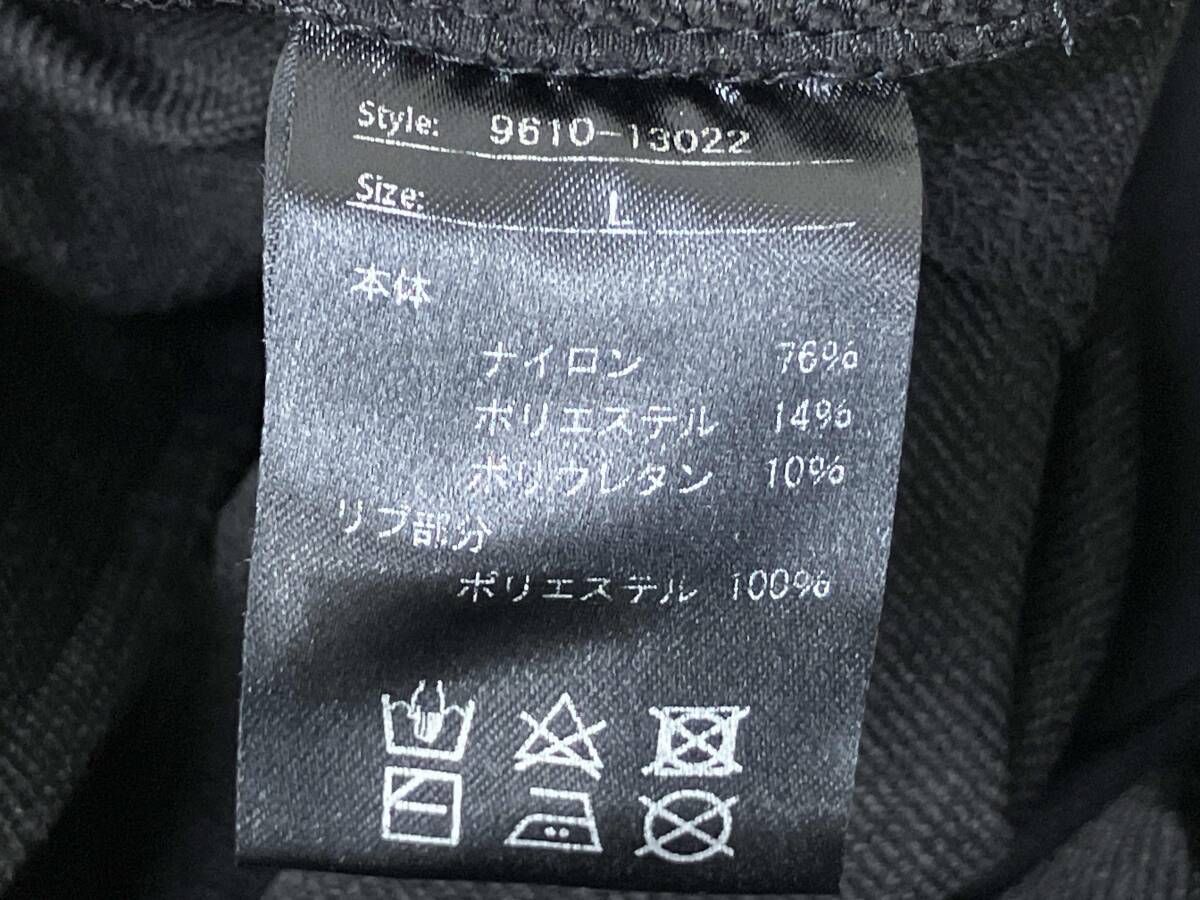 Style: 9610-13022
Size: L
本体
ナイロン 76%
ポリエステル 14%
ポリウレタン 10%
リブ部分
ポリエステル 100%